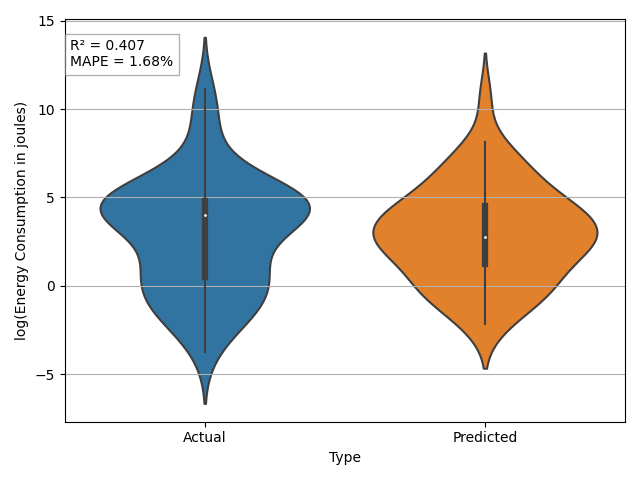 R² = 0.407
MAPE = 1.68%
15
10
5
0
−5
log(Energy Consumption in joules)
Actual
Predicted
Type